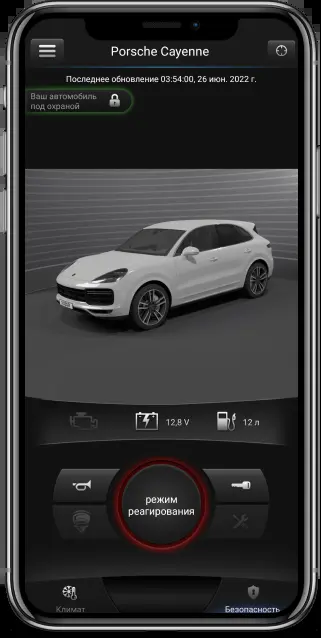 Porsche Cayenne
Последнее обновление 03:54:00, 26 июн. 2022 г.
Ваш автомобиль
под охраной
12,8 V
12 л
режим
реагирования
Климат
Безопасность